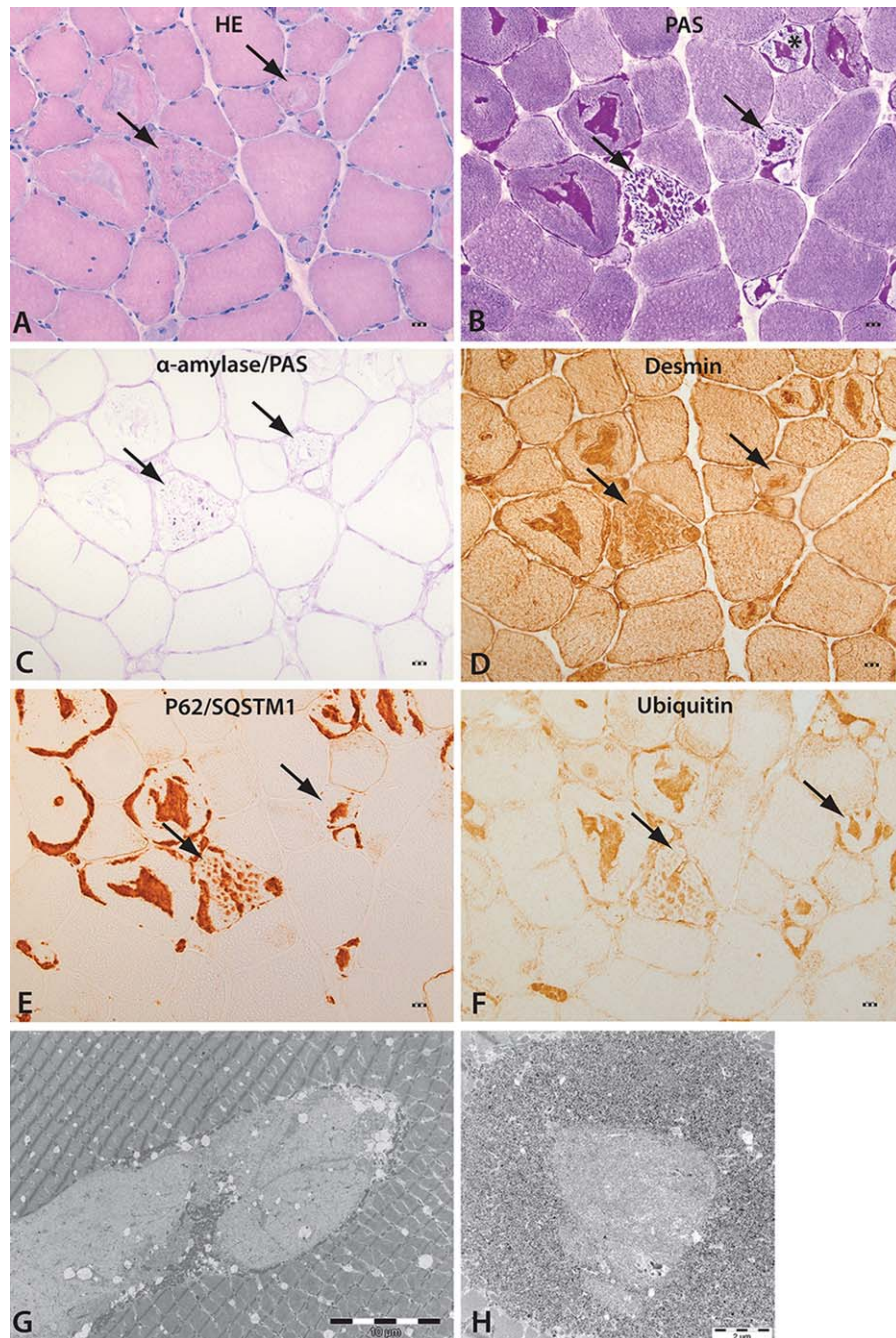 HE
A
PAS
*
B
α-amylase/PAS
C
Desmin
D
P62/SQSTM1
E
Ubiquitin
F
G
10 µm
H
2 µm